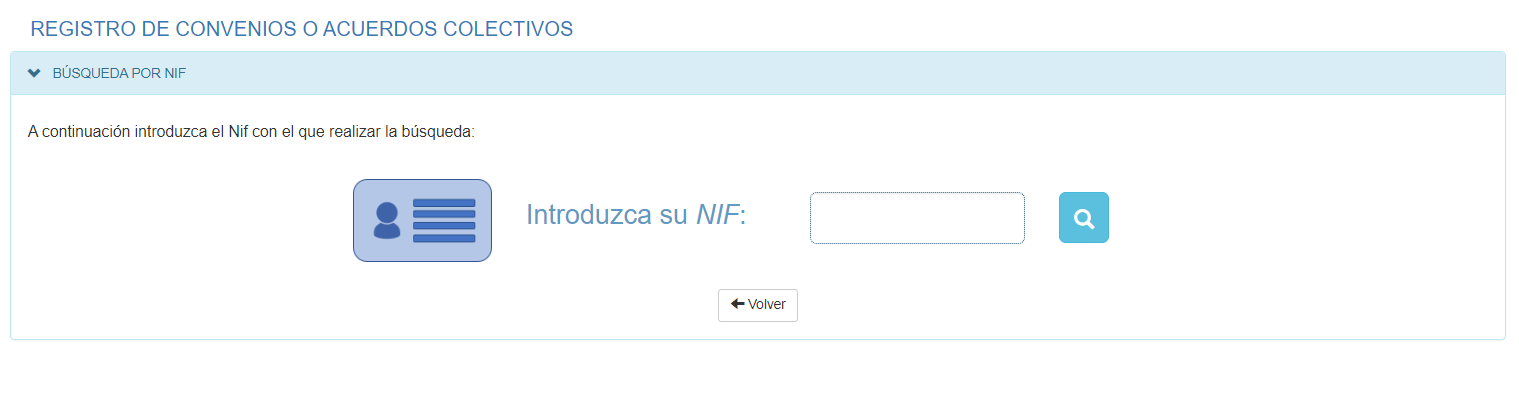 REGISTRO DE CONVENIOS O ACUERDOS COLECTIVOS
BÚSQUEDA POR NIF
A continuación introduzca el Nif con el que realizar la búsqueda:
Introduzca su NIF:
Volver